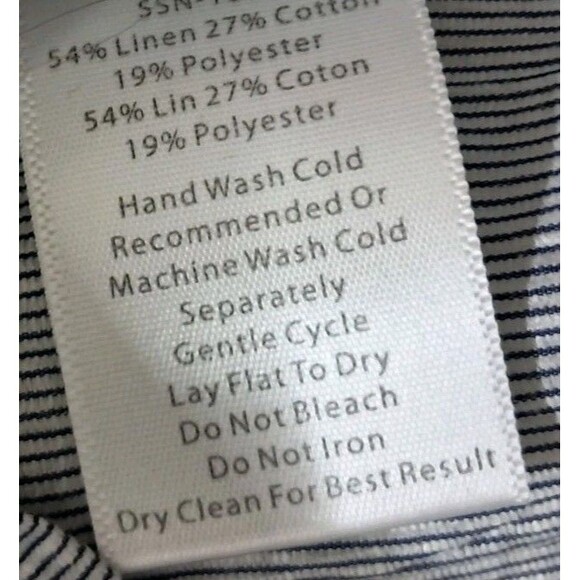 54% Linen 27% Cotton
19% Polyester
54% Lin 27% Coton
19% Polyester
Hand Wash Cold
Recommended Or
Machine Wash Cold
Separately
Gentle Cycle
Lay Flat To Dry
Do Not Bleach
Do Not Iron
Dry Clean For Best Result